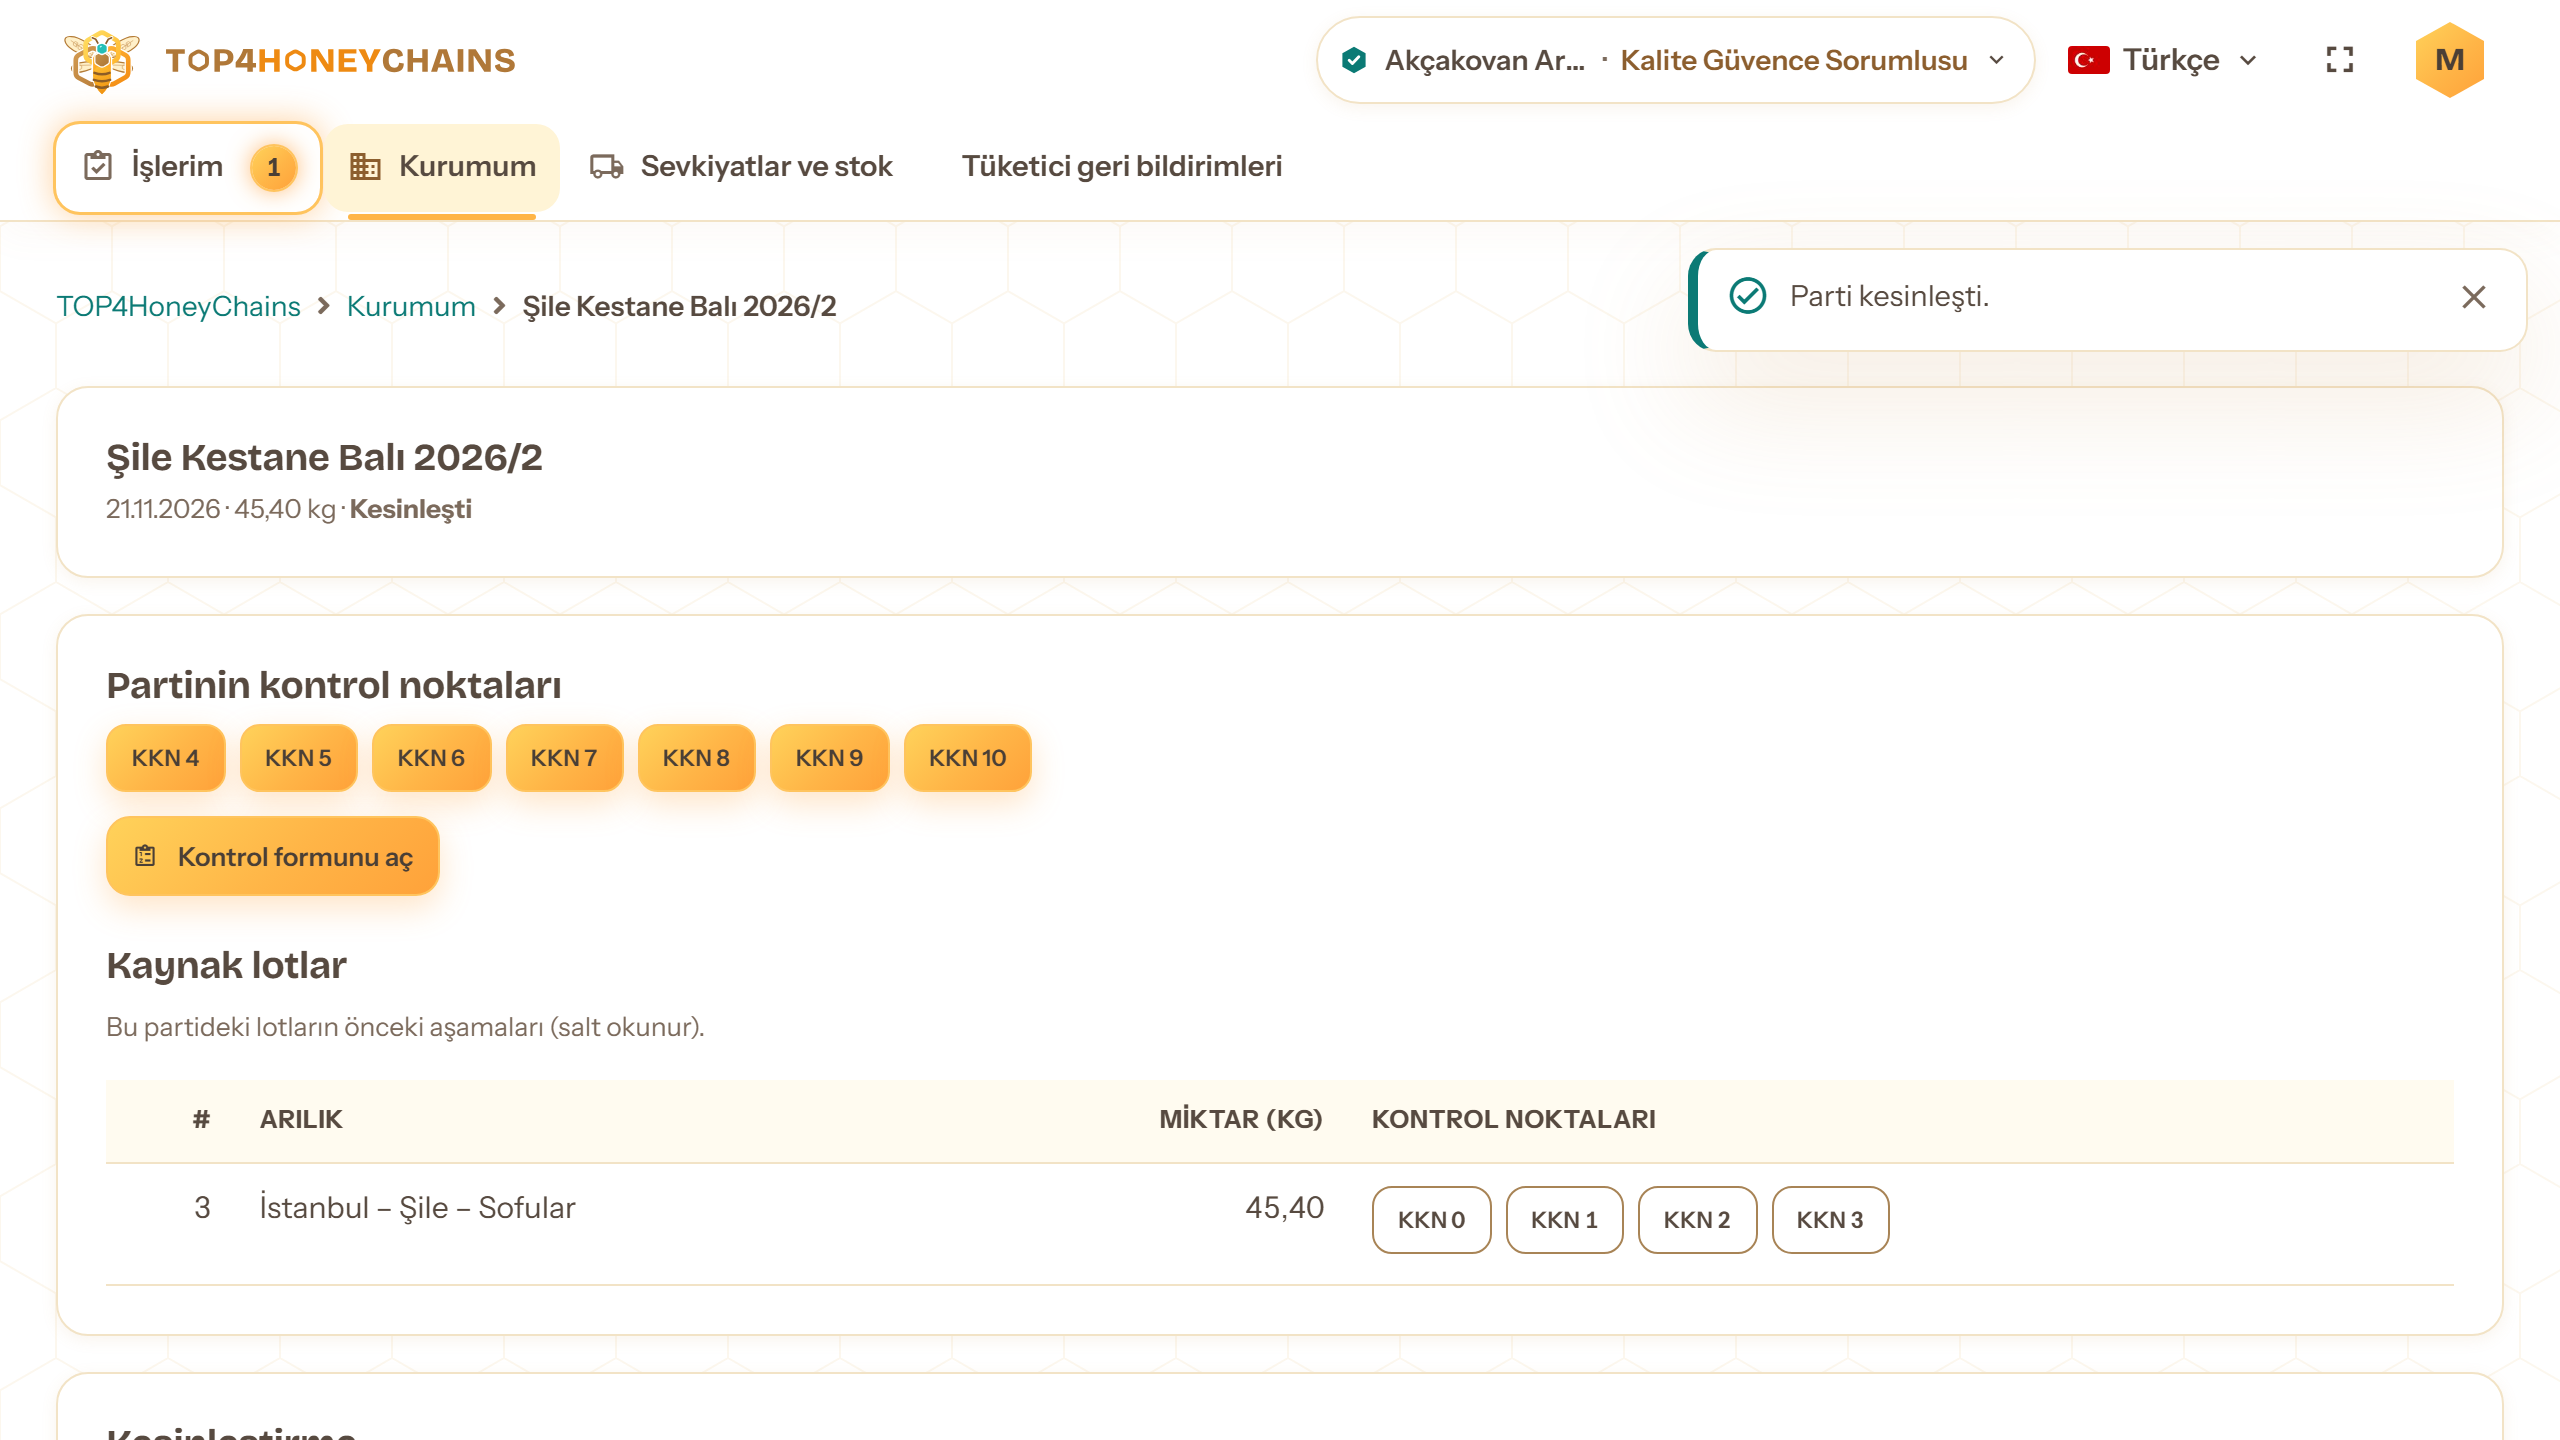 TOP4HONEYCHAINS
Akçakovan Ar... · Kalite Güvence Sorumlusu
Türkçe
M
İşlerim 1
Kurumum
Sevkiyatlar ve stok
Tüketici geri bildirimleri
TOP4HoneyChains > Kurumum > Şile Kestane Balı 2026/2
Parti kesinleşti.
Şile Kestane Balı 2026/2
21.11.2026 · 45,40 kg · Kesinleşti
Partinin kontrol noktaları
KKN 4 KKN 5 KKN 6 KKN 7 KKN 8 KKN 9 KKN 10
Kontrol formunu aç
Kaynak lotlar
Bu partideki lotların önceki aşamaları (salt okunur).
# ARILIK MİKTAR (KG) KONTROL NOKTALARI
3 İstanbul – Şile – Sofular 45,40 KKN 0 KKN 1 KKN 2 KKN 3